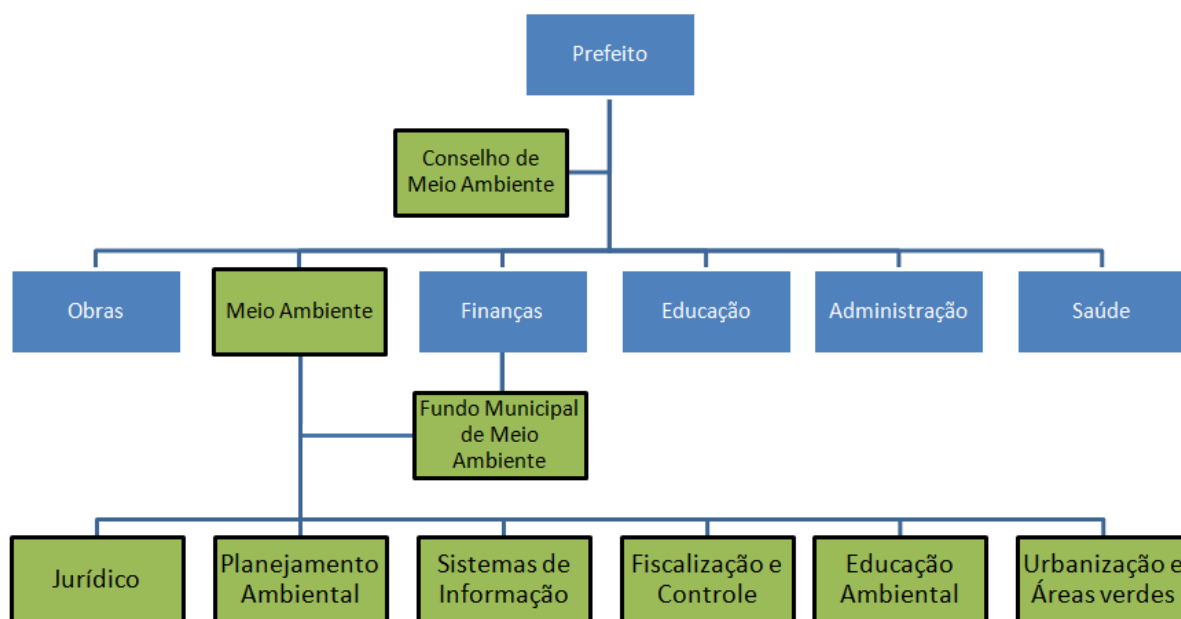 Prefeito
Conselho de
Meio Ambiente
Obras
Meio Ambiente
Finanças
Educação
Administração
Saúde
Fundo Municipal
de Meio
Ambiente
Jurídico
Planejamento
Ambiental
Sistemas de
Informação
Fiscalização e
Controle
Educação
Ambiental
Urbanização e
Áreas verdes